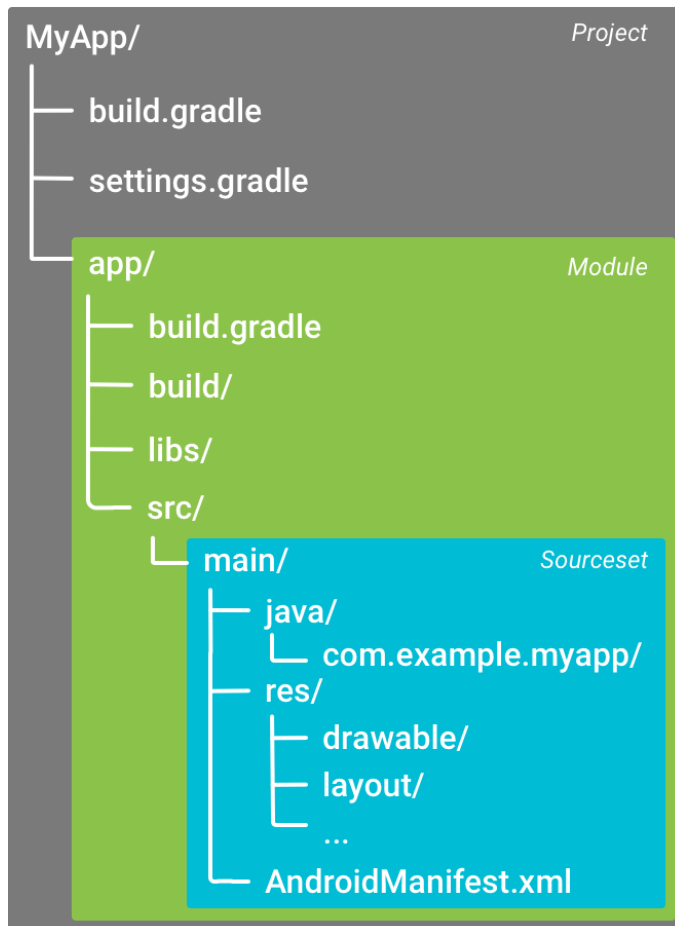 MyApp/ Project
build.gradle
settings.gradle
app/ Module
build.gradle
build/
libs/
src/
main/ Sourceset
java/
com.example.myapp/
res/
drawable/
layout/
...
AndroidManifest.xml